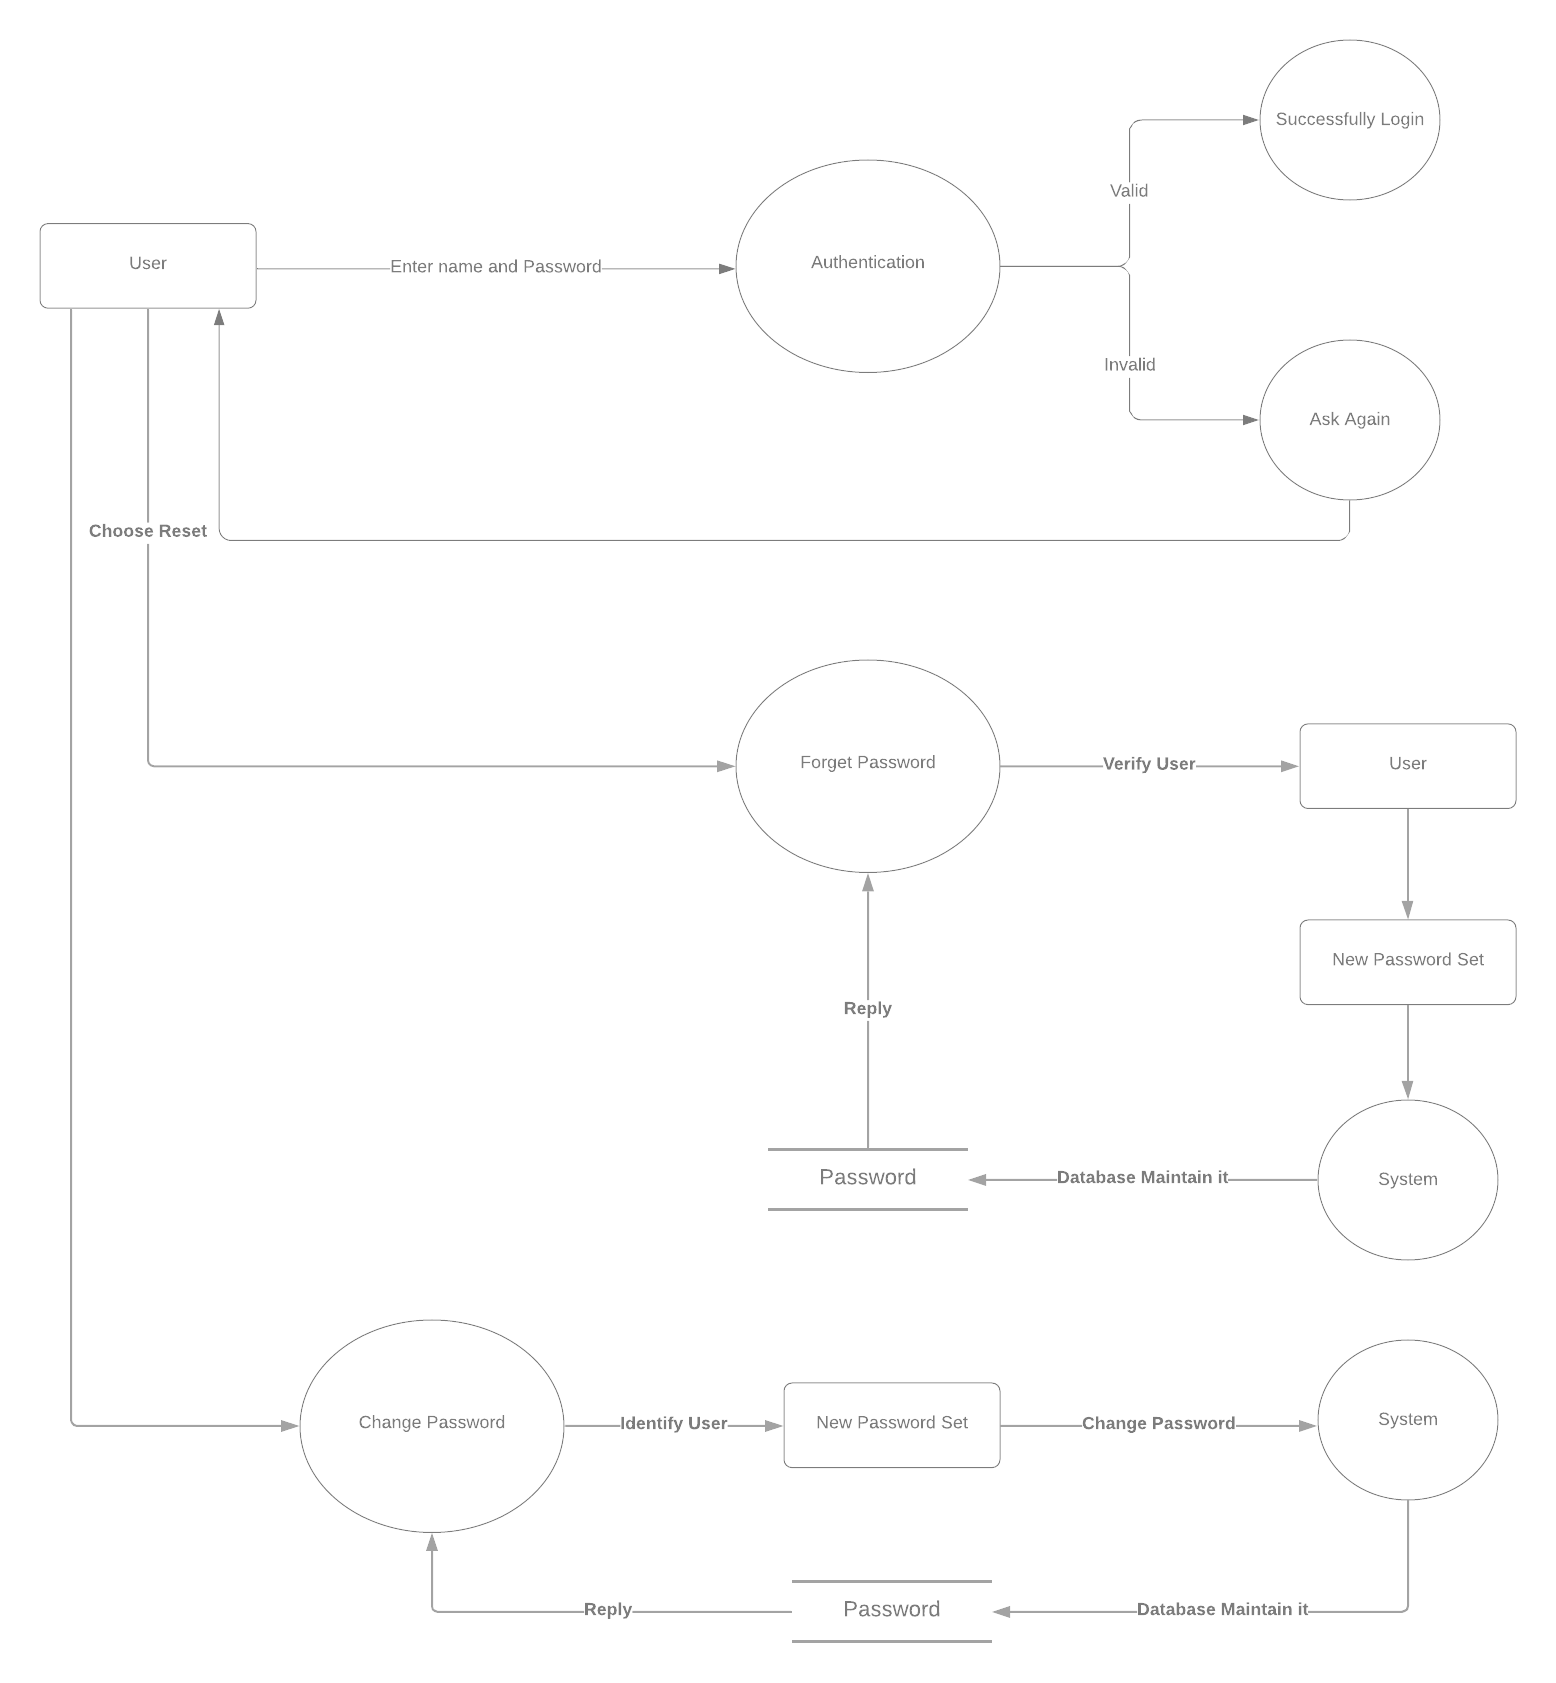 Successfully Login
Valid
User
Enter name and Password
Authentication
Invalid
Ask Again
Choose Reset
Forget Password
Verify User
User
New Password Set
Reply
Password
Database Maintain it
System
Change Password
Identify User
New Password Set
Change Password
System
Reply
Password
Database Maintain it